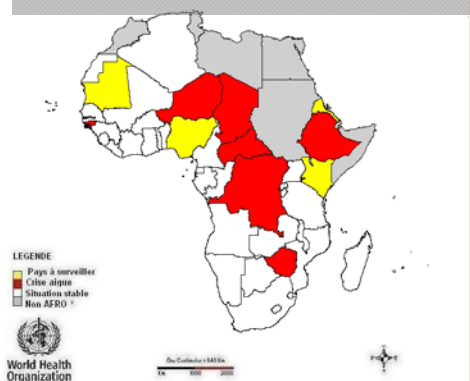 LEGENDE
Pays à surveiller
Crise aigue
Situation stable
Non AFRO
World Health
Organization
Km 1000 2000